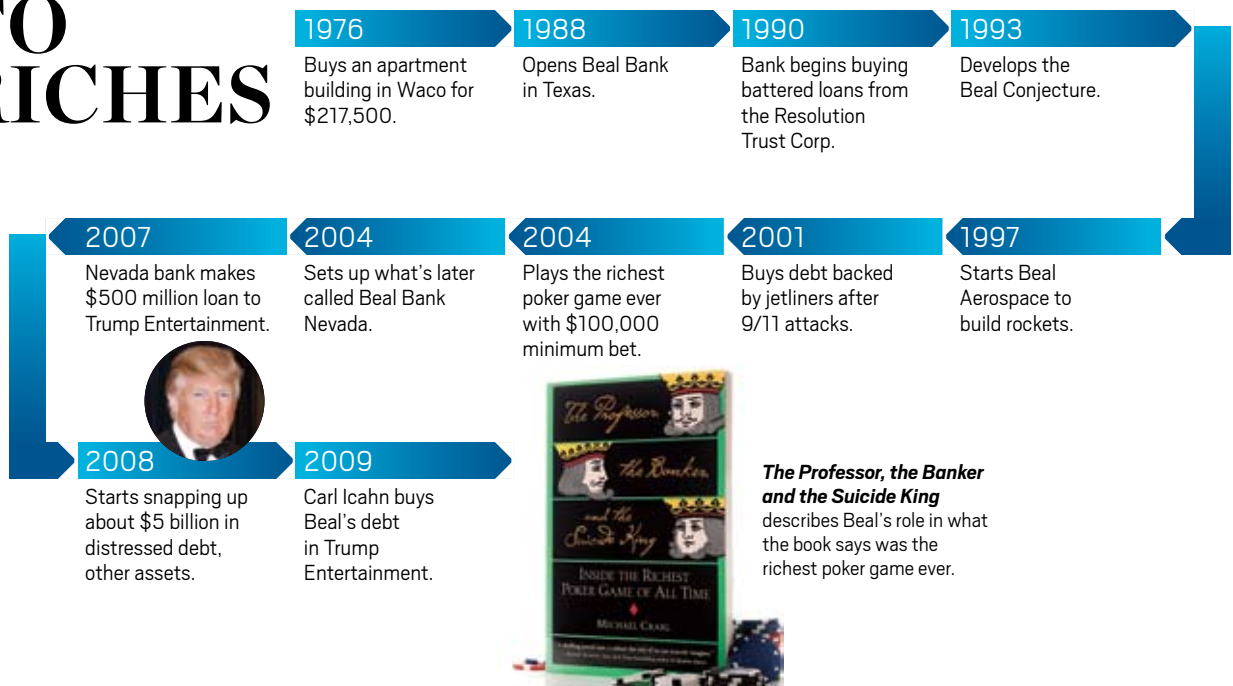 TO
RICHES
1976
Buys an apartment
building in Waco for
$217,500.
1988
Opens Beal Bank
in Texas.
1990
Bank begins buying
battered loans from
the Resolution
Trust Corp.
1993
Develops the
Beal Conjecture.
1997
Starts Beal
Aerospace to
build rockets.
2001
Buys debt backed
by jetliners after
9/11 attacks.
2004
Plays the richest
poker game ever
with $100,000
minimum bet.
2004
Sets up what’s later
called Beal Bank
Nevada.
2007
Nevada bank makes
$500 million loan to
Trump Entertainment.
2008
Starts snapping up
about $5 billion in
distressed debt,
other assets.
2009
Carl Icahn buys
Beal’s debt
in Trump
Entertainment.
The Professor,
the Banker
and the
Suicide King
INSIDE THE RICHEST
POKER GAME OF ALL TIME
MICHAEL CRAIG
The Professor, the Banker
and the Suicide King
describes Beal’s role in what
the book says was the
richest poker game ever.